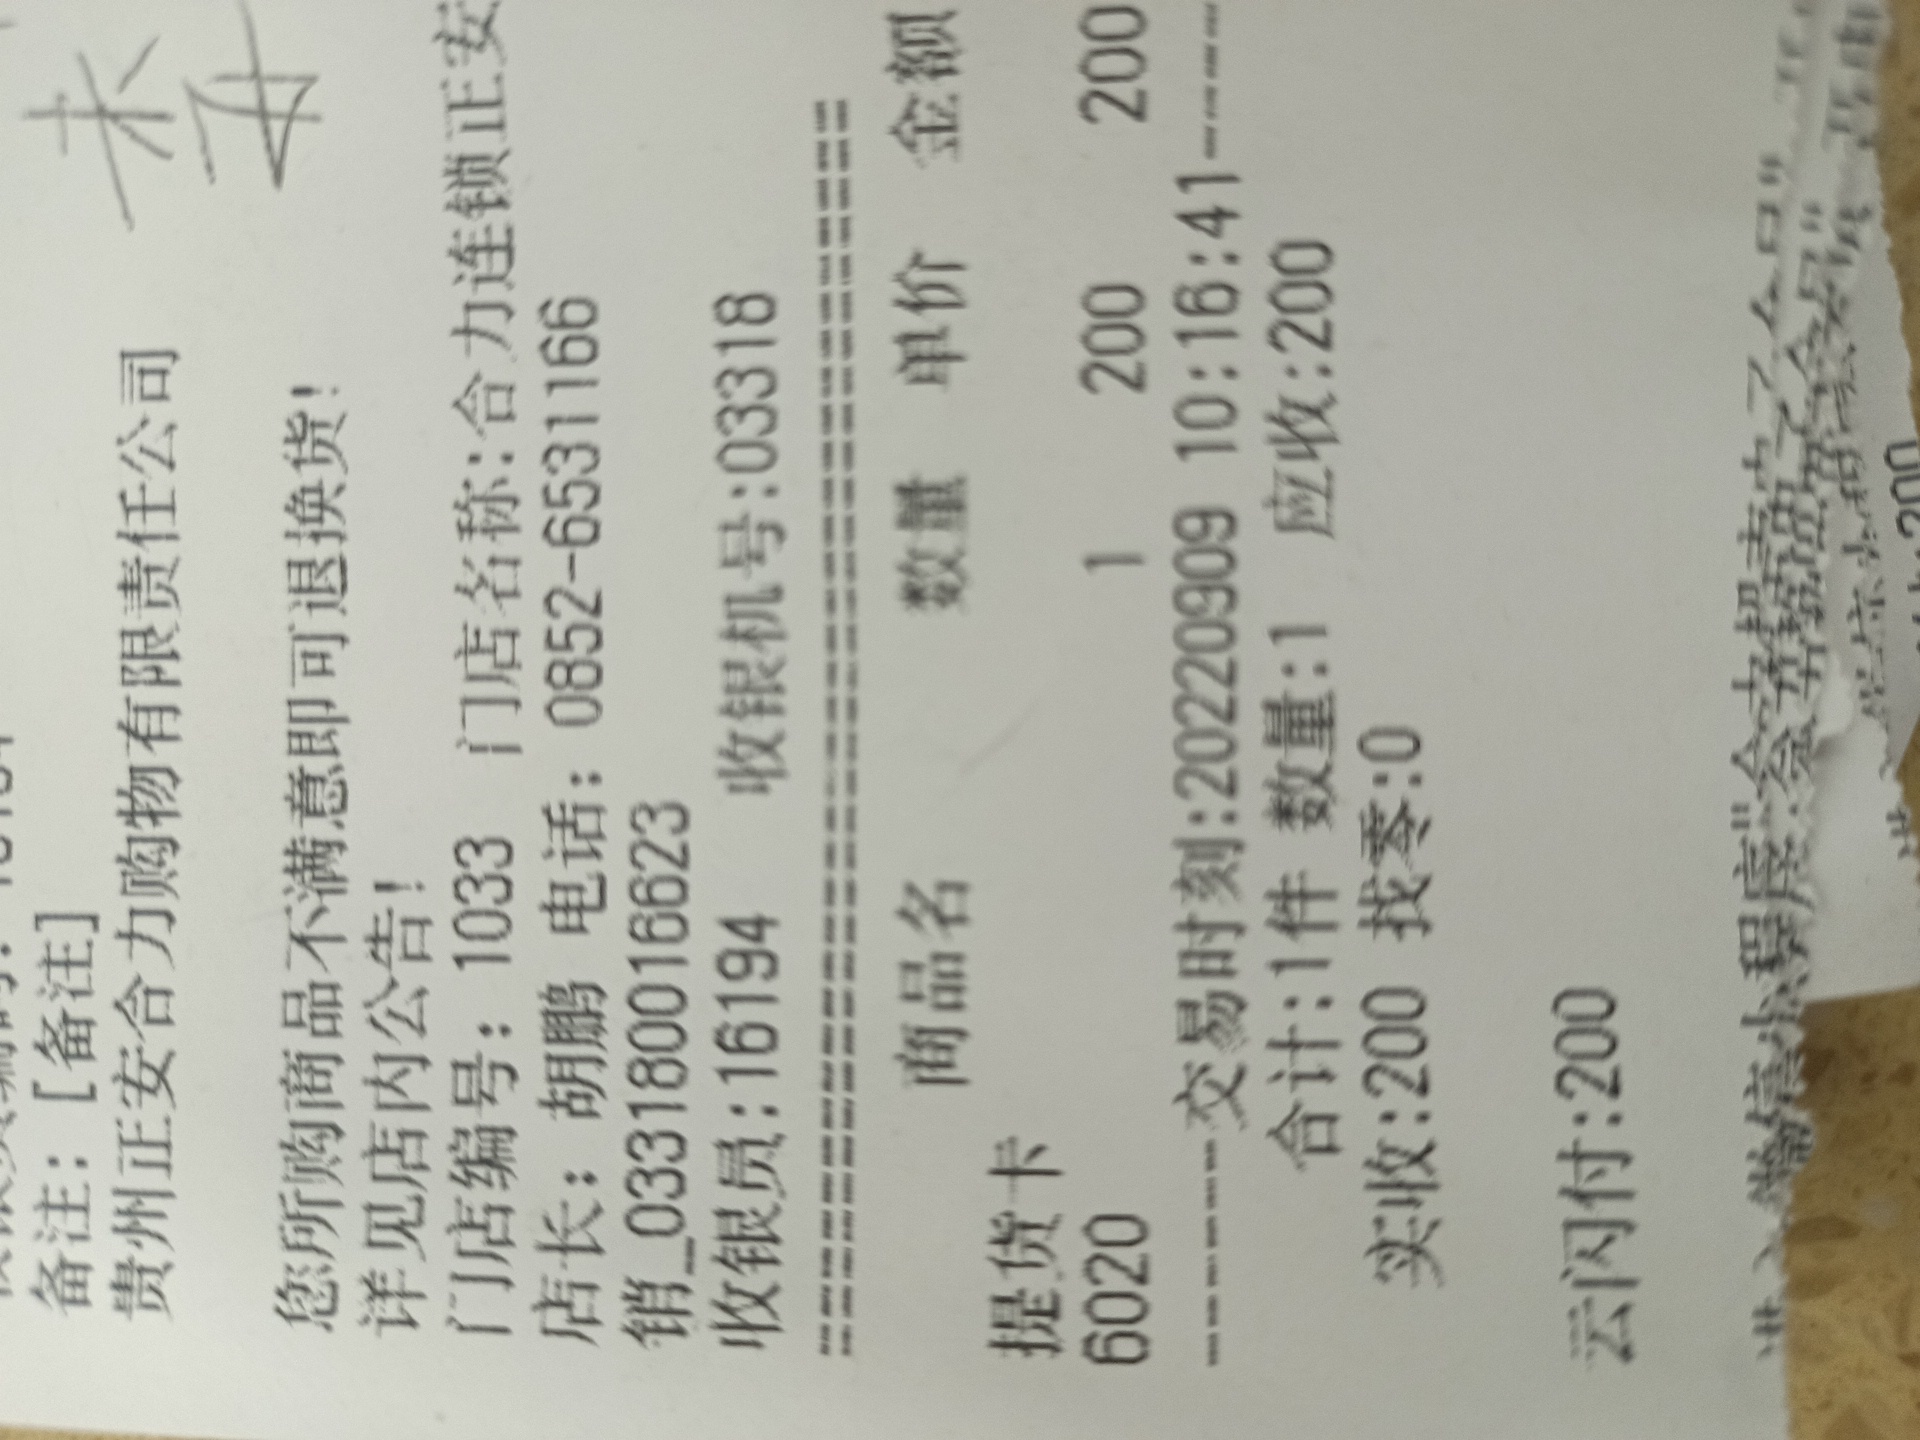 备注: [备注]
贵州正安合力购物有限责任公司
您所购商品不满意即可退换货!
详见店内公告!
门店编号: 1033 门店名称:合力连锁正安
店长: 胡鹏 电话: 0852-6531166
销_033180016623
收银员:16194 收银机号:03318
==============================
商品名 数量 单价 金额
提货卡
6020 1 200 200
-------交易时刻:20220909 10:16:41-----
合计:1件 数量:1 应收:200
实收:200 找零:0
云闪付:200
微信小程序